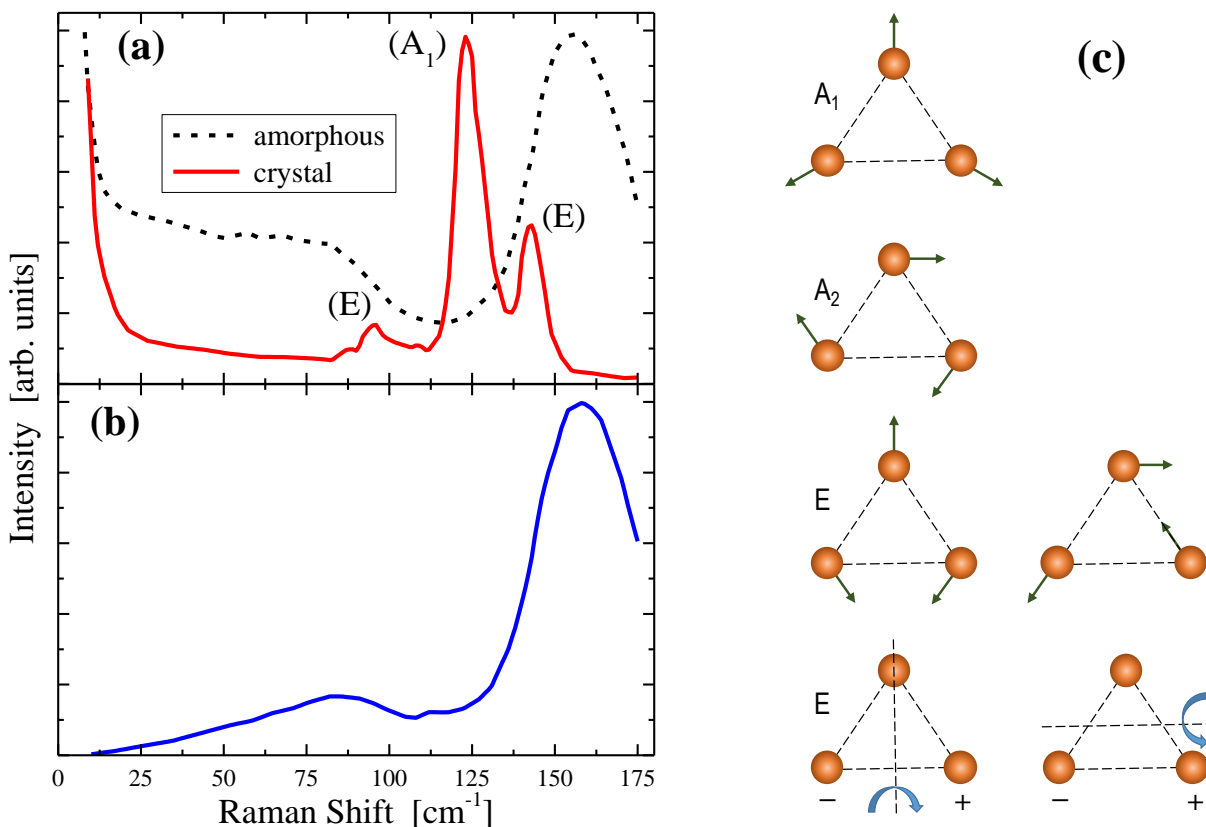 (a)
(A₁)
amorphous
crystal
(E)
(E)
(b)
Intensity [arb. units]
0 25 50 75 100 125 150 175
Raman Shift [cm⁻¹]
(c)
A₁
A₂
E
E
− + − +